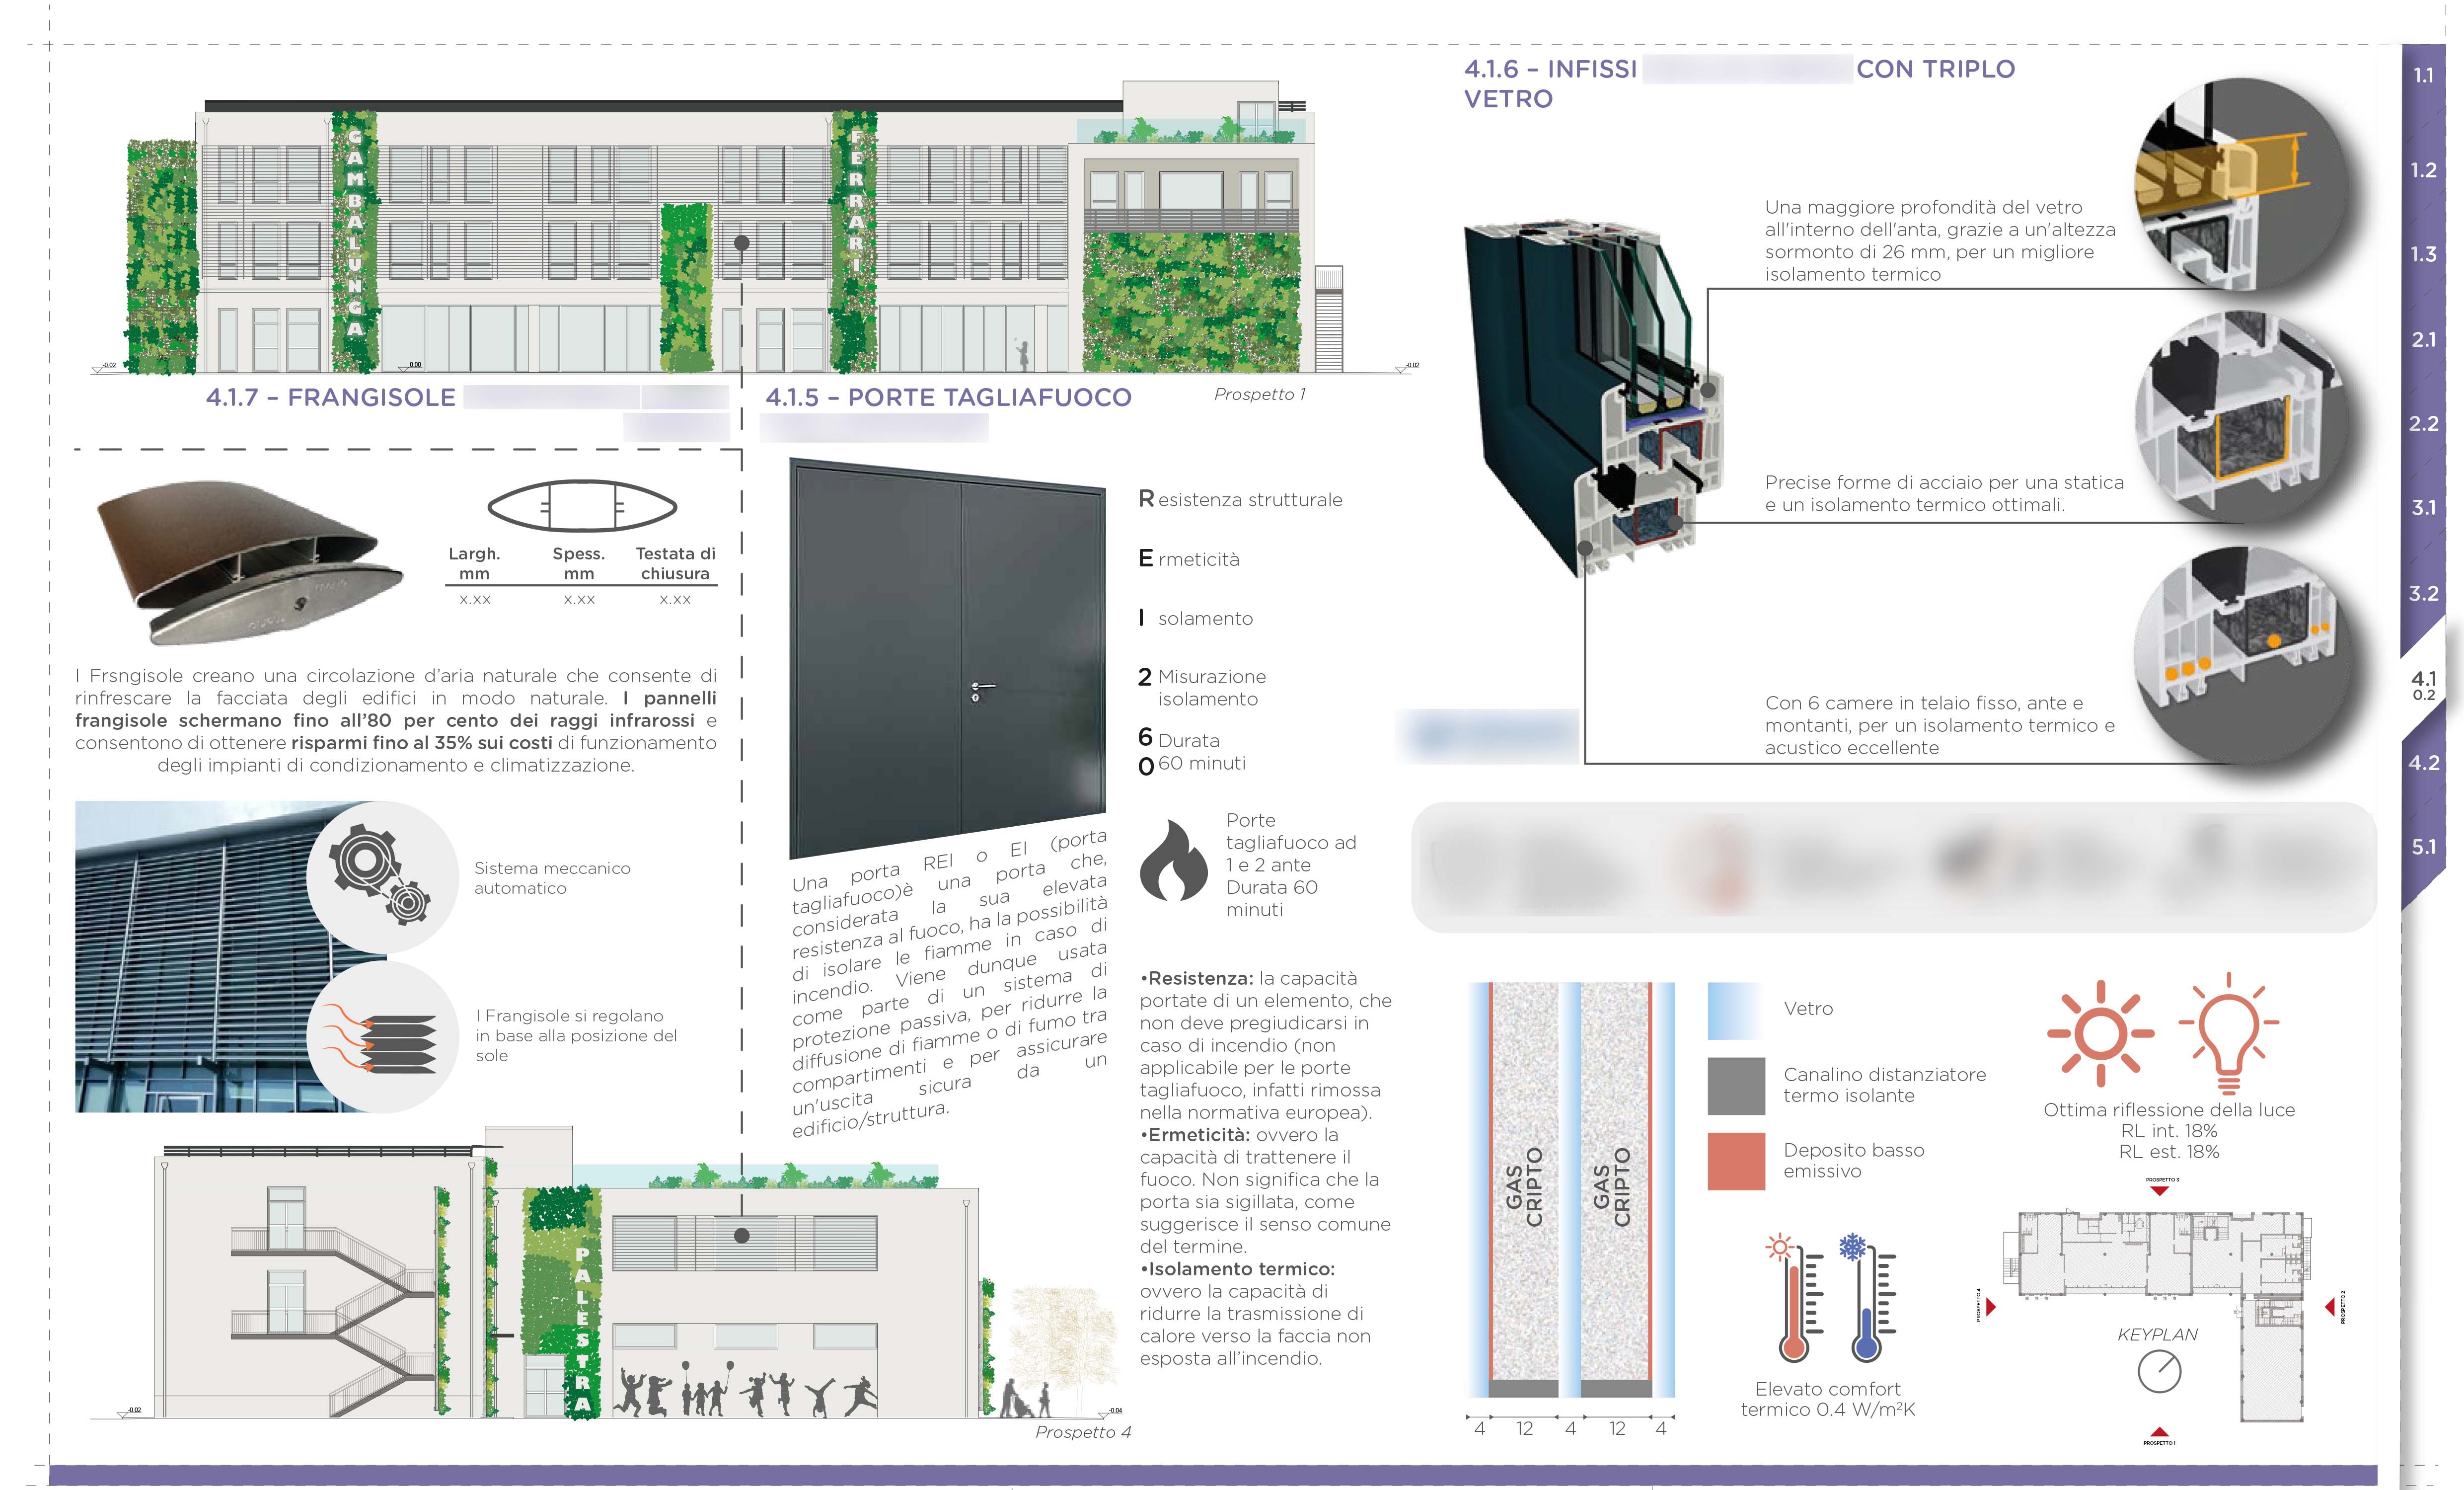 GAMBALUNGA
FERRARI
-0.02
0.00
-0.02
Prospetto 1
4.1.7 – FRANGISOLE
Largh.
mm
Spess.
mm
Testata di
chiusura
x.xx
x.xx
x.xx
I Frsngisole creano una circolazione d'aria naturale che consente di
rinfrescare la facciata degli edifici in modo naturale. I pannelli
frangisole schermano fino all'80 per cento dei raggi infrarossi e
consentono di ottenere risparmi fino al 35% sui costi di funzionamento
degli impianti di condizionamento e climatizzazione.
Sistema meccanico
automatico
I Frangisole si regolano
in base alla posizione del
sole
PALESTRA
-0.02
-0.04
Prospetto 4
4.1.5 – PORTE TAGLIAFUOCO
Resistenza strutturale
Ermeticità
Isolamento
2 Misurazione
isolamento
6 Durata
0 60 minuti
Porte
tagliafuoco ad
1 e 2 ante
Durata 60
minuti
Una porta REI o EI (porta
tagliafuoco)è una porta che,
considerata la sua elevata
resistenza al fuoco, ha la possibilità
di isolare le fiamme in caso di
incendio. Viene dunque usata
come parte di un sistema di
protezione passiva, per ridurre la
diffusione di fiamme o di fumo tra
compartimenti e per assicurare
un'uscita sicura da un
edificio/struttura.
•Resistenza: la capacità
portate di un elemento, che
non deve pregiudicarsi in
caso di incendio (non
applicabile per le porte
tagliafuoco, infatti rimossa
nella normativa europea).
•Ermeticità: ovvero la
capacità di trattenere il
fuoco. Non significa che la
porta sia sigillata, come
suggerisce il senso comune
del termine.
•Isolamento termico:
ovvero la capacità di
ridurre la trasmissione di
calore verso la faccia non
esposta all'incendio.
4.1.6 – INFISSI CON TRIPLO
VETRO
Una maggiore profondità del vetro
all'interno dell'anta, grazie a un'altezza
sormonto di 26 mm, per un migliore
isolamento termico
Precise forme di acciaio per una statica
e un isolamento termico ottimali.
Con 6 camere in telaio fisso, ante e
montanti, per un isolamento termico e
acustico eccellente
GAS
CRIPTO
GAS
CRIPTO
4
12
4
12
4
Vetro
Canalino distanziatore
termo isolante
Deposito basso
emissivo
Elevato comfort
termico 0.4 W/m²K
Ottima riflessione della luce
RL int. 18%
RL est. 18%
PROSPETTO 3
PROSPETTO 4
PROSPETTO 2
KEYPLAN
PROSPETTO 1
1.1
1.2
1.3
2.1
2.2
3.1
3.2
4.1
0.2
4.2
5.1